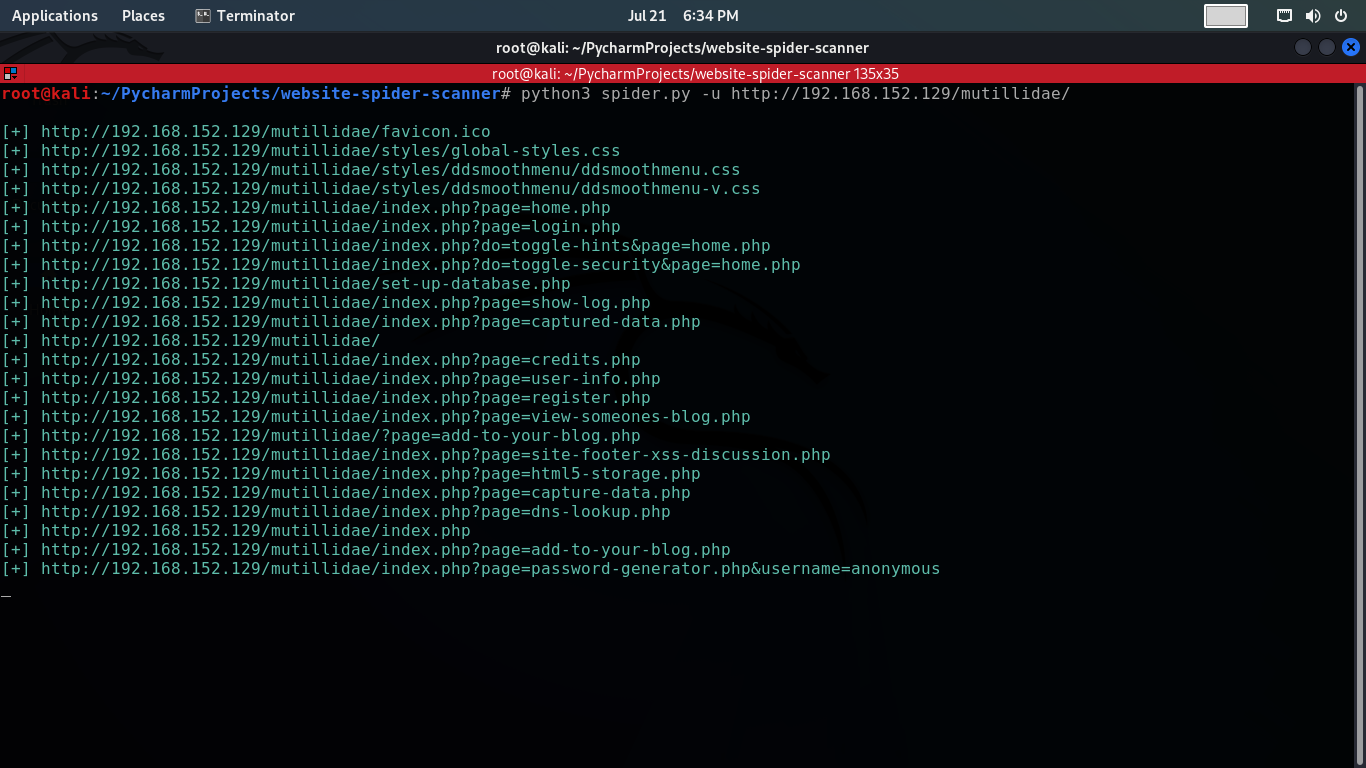 Applications Places Terminator Jul 21 6:34 PM
root@kali: ~/PycharmProjects/website-spider-scanner
root@kali: ~/PycharmProjects/website-spider-scanner 135x35
root@kali:~/PycharmProjects/website-spider-scanner# python3 spider.py -u http://192.168.152.129/mutillidae/
[+] http://192.168.152.129/mutillidae/favicon.ico
[+] http://192.168.152.129/mutillidae/styles/global-styles.css
[+] http://192.168.152.129/mutillidae/styles/ddsmoothmenu/ddsmoothmenu.css
[+] http://192.168.152.129/mutillidae/styles/ddsmoothmenu/ddsmoothmenu-v.css
[+] http://192.168.152.129/mutillidae/index.php?page=home.php
[+] http://192.168.152.129/mutillidae/index.php?page=login.php
[+] http://192.168.152.129/mutillidae/index.php?do=toggle-hints&page=home.php
[+] http://192.168.152.129/mutillidae/index.php?do=toggle-security&page=home.php
[+] http://192.168.152.129/mutillidae/set-up-database.php
[+] http://192.168.152.129/mutillidae/index.php?page=show-log.php
[+] http://192.168.152.129/mutillidae/index.php?page=captured-data.php
[+] http://192.168.152.129/mutillidae/
[+] http://192.168.152.129/mutillidae/index.php?page=credits.php
[+] http://192.168.152.129/mutillidae/index.php?page=user-info.php
[+] http://192.168.152.129/mutillidae/index.php?page=register.php
[+] http://192.168.152.129/mutillidae/index.php?page=view-someones-blog.php
[+] http://192.168.152.129/mutillidae/?page=add-to-your-blog.php
[+] http://192.168.152.129/mutillidae/index.php?page=site-footer-xss-discussion.php
[+] http://192.168.152.129/mutillidae/index.php?page=html5-storage.php
[+] http://192.168.152.129/mutillidae/index.php?page=capture-data.php
[+] http://192.168.152.129/mutillidae/index.php?page=dns-lookup.php
[+] http://192.168.152.129/mutillidae/index.php
[+] http://192.168.152.129/mutillidae/index.php?page=add-to-your-blog.php
[+] http://192.168.152.129/mutillidae/index.php?page=password-generator.php&username=anonymous